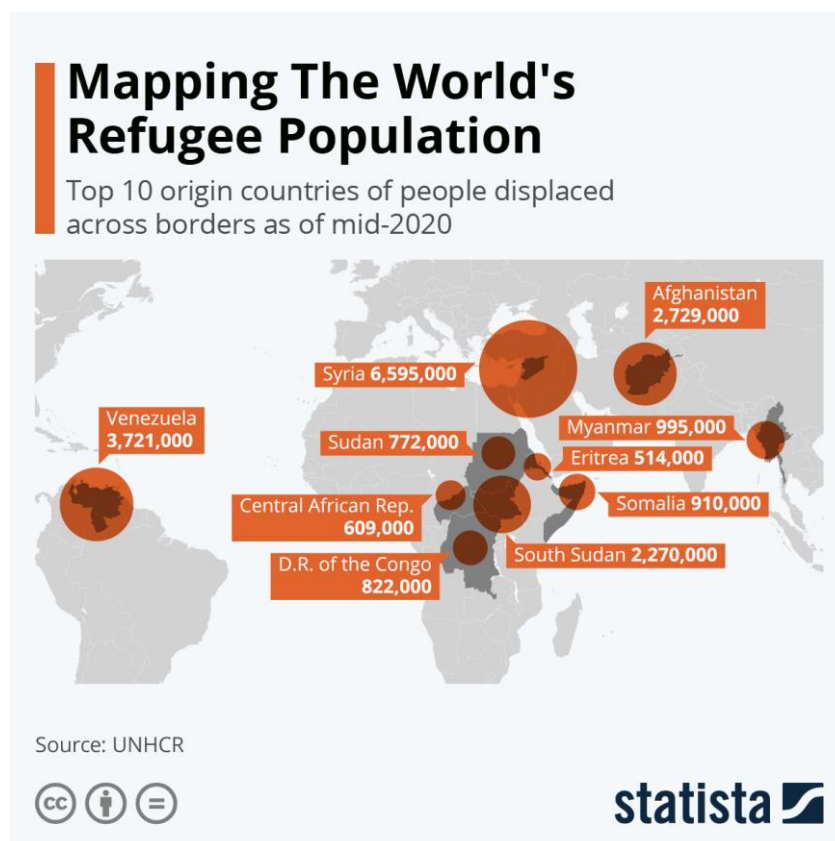 Mapping The World's
Refugee Population
Top 10 origin countries of people displaced
across borders as of mid-2020
Afghanistan
2,729,000
Syria 6,595,000
Venezuela
3,721,000
Myanmar 995,000
Sudan 772,000
Eritrea 514,000
Central African Rep.
609,000
Somalia 910,000
South Sudan 2,270,000
D.R. of the Congo
822,000
Source: UNHCR
cc
statista